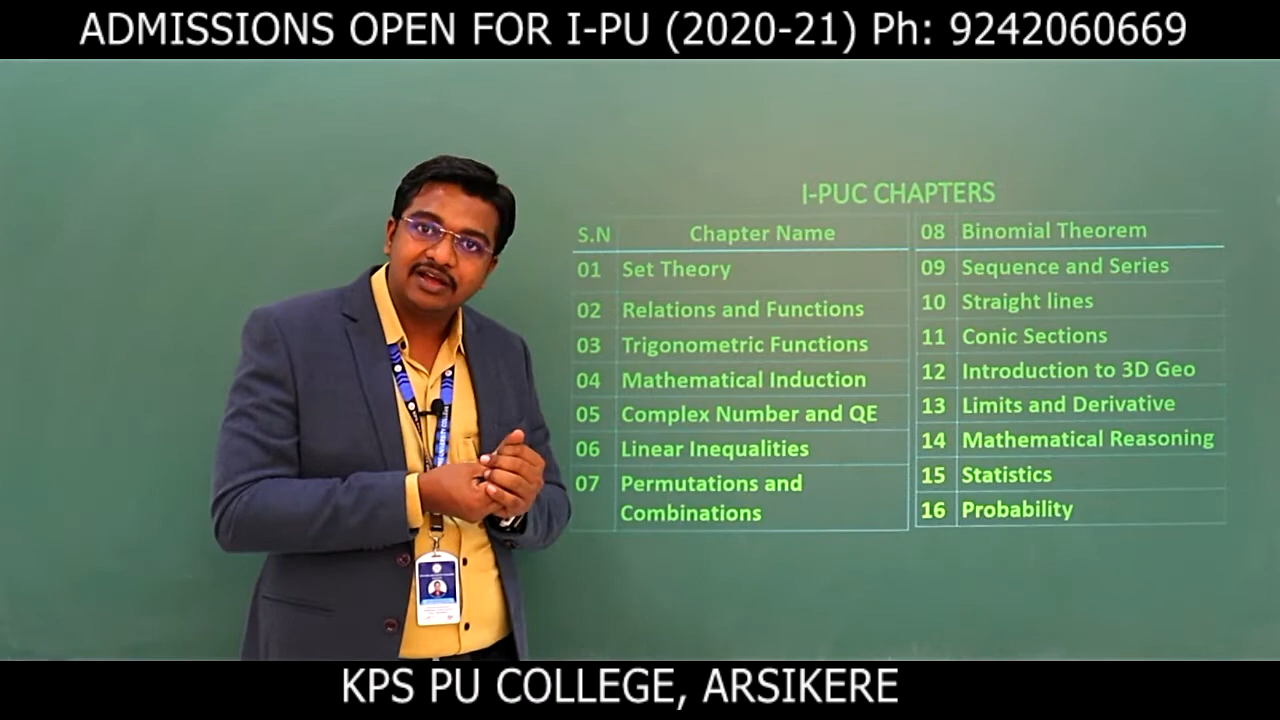 ADMISSIONS OPEN FOR I-PU (2020-21) Ph: 9242060669
I-PUC CHAPTERS
S.N Chapter Name
01 Set Theory
02 Relations and Functions
03 Trigonometric Functions
04 Mathematical Induction
05 Complex Number and QE
06 Linear Inequalities
07 Permutations and
Combinations
08 Binomial Theorem
09 Sequence and Series
10 Straight lines
11 Conic Sections
12 Introduction to 3D Geo
13 Limits and Derivative
14 Mathematical Reasoning
15 Statistics
16 Probability
KPS PU COLLEGE, ARSIKERE